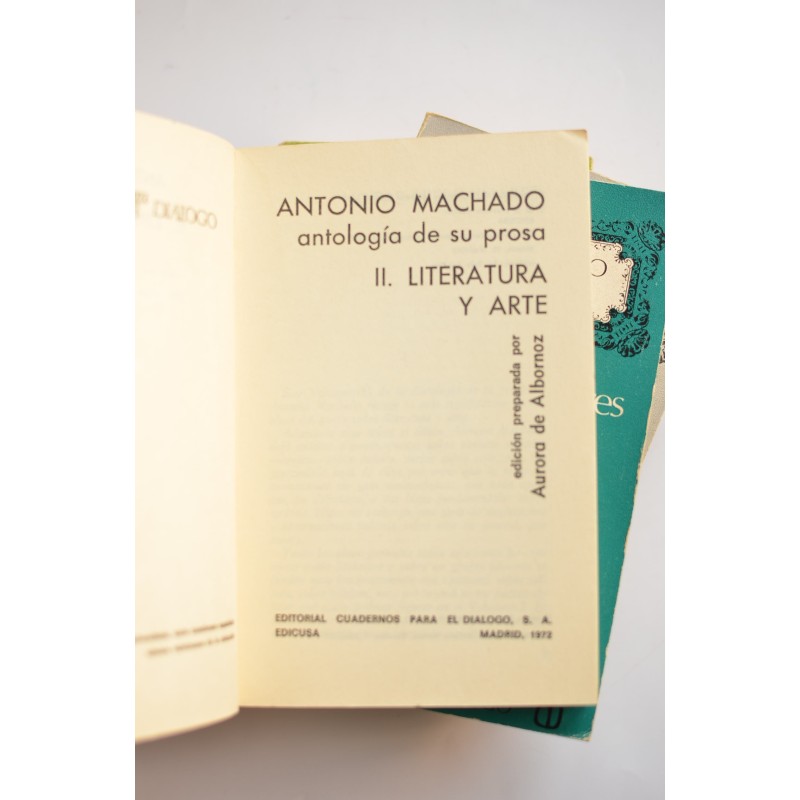 DIALOGO
ANTONIO MACHADO
antología de su prosa
II. LITERATURA
Y ARTE
edición preparada por
Aurora de Albornoz
EDITORIAL CUADERNOS PARA EL DIALOGO, S. A.
EDICUSA MADRID, 1972
O
es